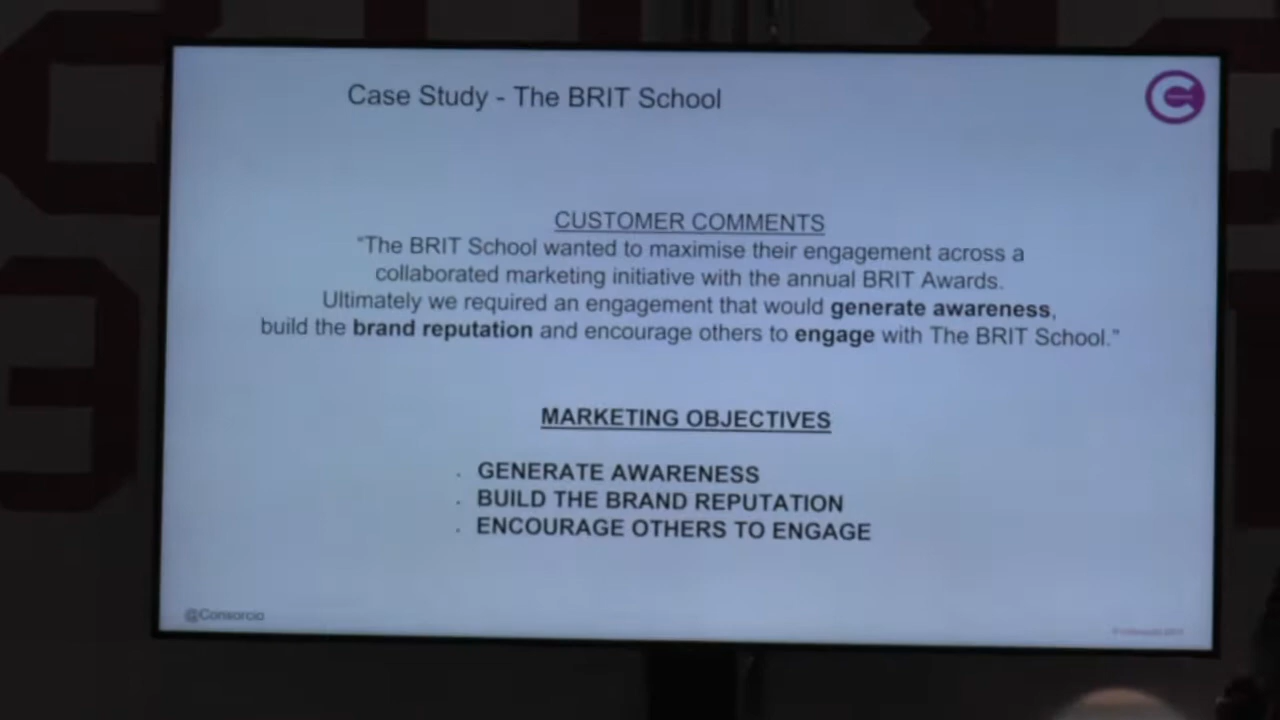 Case Study - The BRIT School
CUSTOMER COMMENTS
“The BRIT School wanted to maximise their engagement across a
collaborated marketing initiative with the annual BRIT Awards.
Ultimately we required an engagement that would generate awareness,
build the brand reputation and encourage others to engage with The BRIT School.”
MARKETING OBJECTIVES
. GENERATE AWARENESS
. BUILD THE BRAND REPUTATION
. ENCOURAGE OTHERS TO ENGAGE
@Consorcio